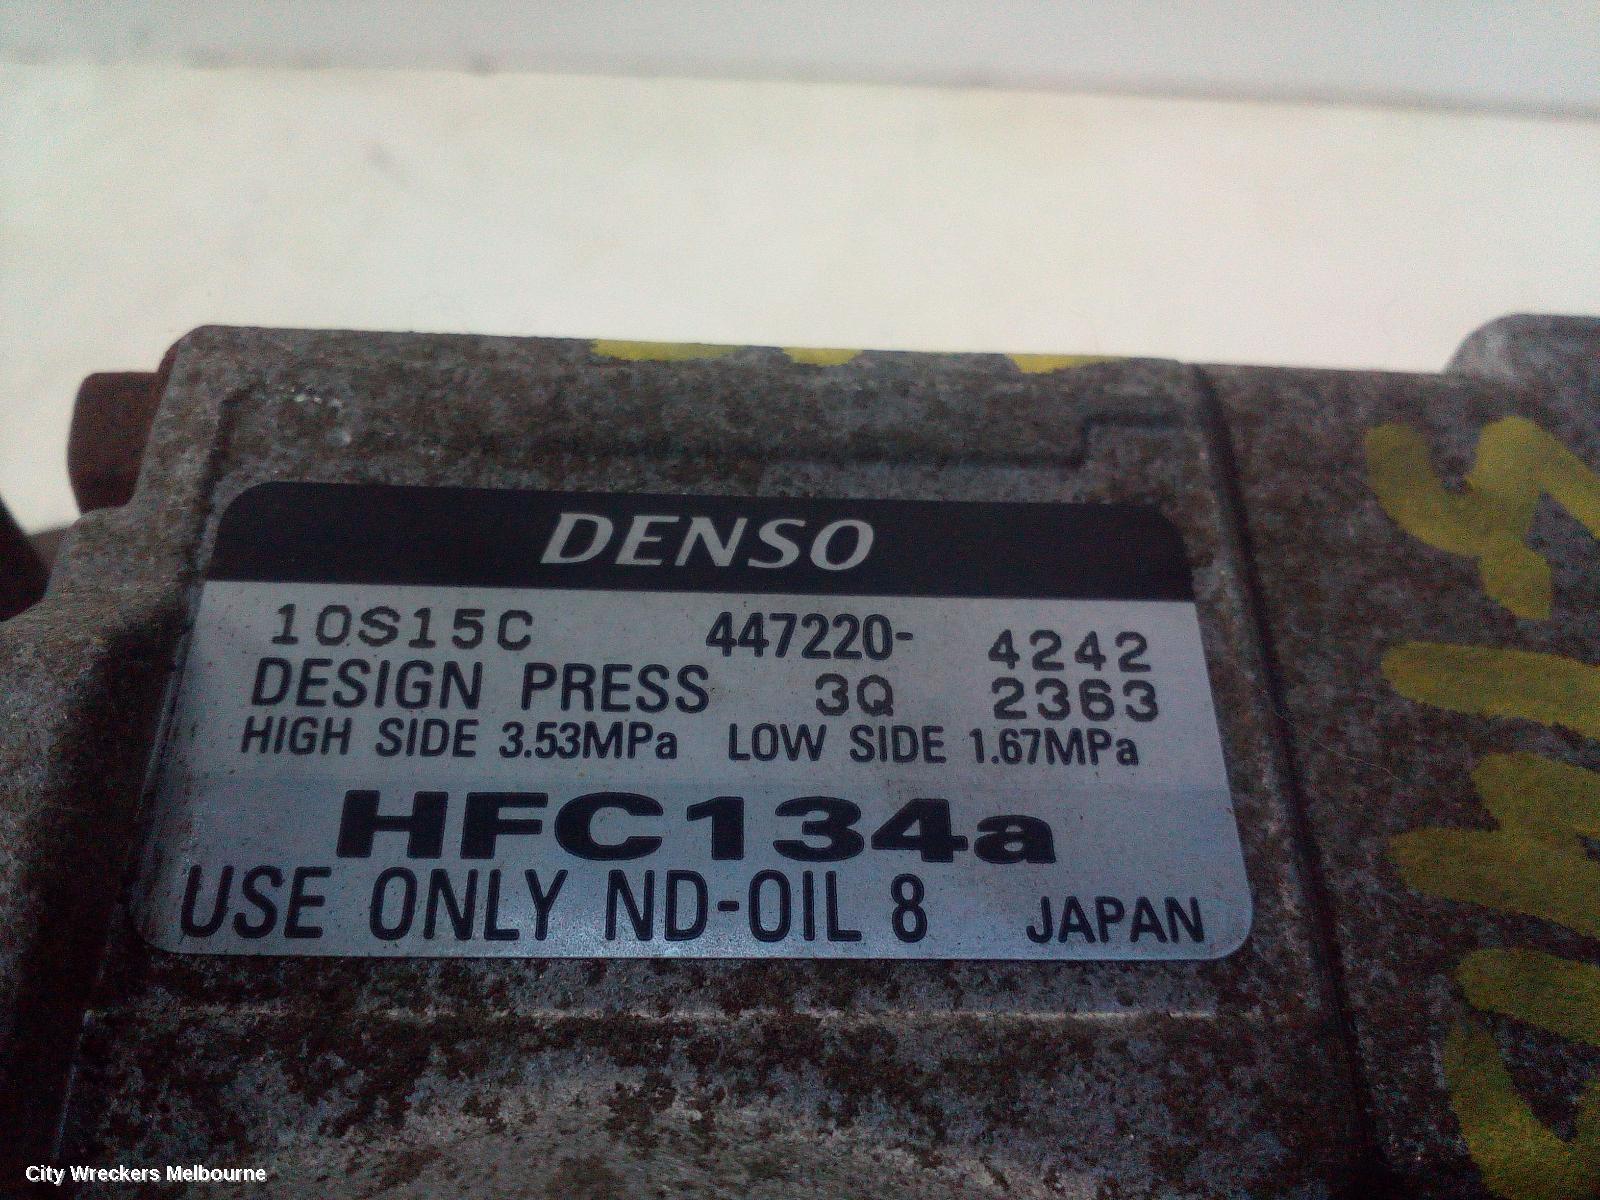 DENSO
10S15C 447220- 4242
DESIGN PRESS 3Q 2363
HIGH SIDE 3.53MPa LOW SIDE 1.67MPa
HFC134a
USE ONLY ND-OIL 8 JAPAN
City Wreckers Melbourne